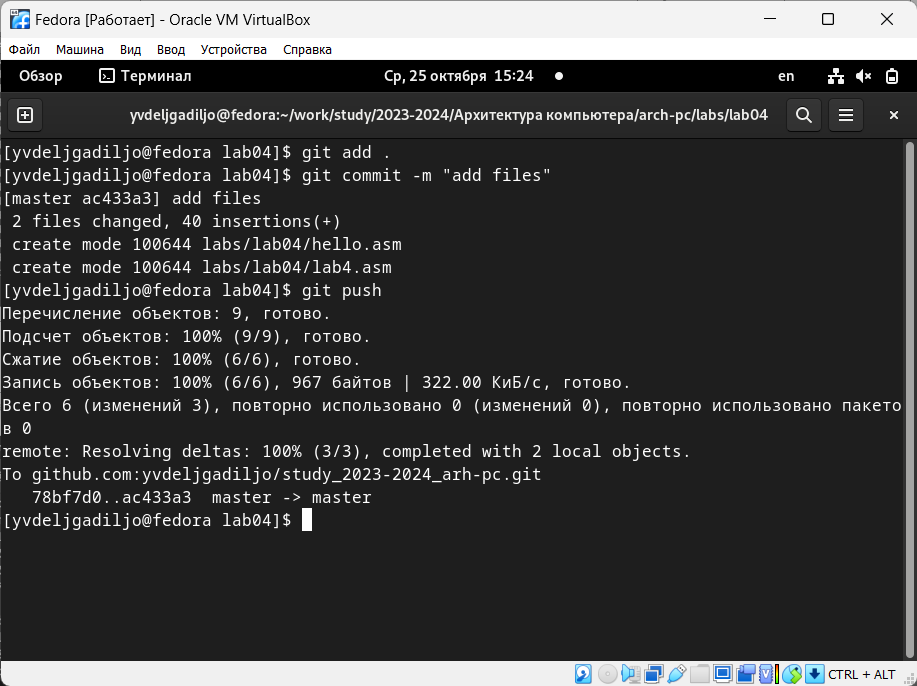 Fedora [Работает] - Oracle VM VirtualBox
Файл Машина Вид Ввод Устройства Справка
Обзор Терминал Ср, 25 октября 15:24 en
yvdeljgadiljo@fedora:~/work/study/2023-2024/Архитектура компьютера/arch-pc/labs/lab04
[yvdeljgadiljo@fedora lab04]$ git add .
[yvdeljgadiljo@fedora lab04]$ git commit -m "add files"
[master ac433a3] add files
 2 files changed, 40 insertions(+)
 create mode 100644 labs/lab04/hello.asm
 create mode 100644 labs/lab04/lab4.asm
[yvdeljgadiljo@fedora lab04]$ git push
Перечисление объектов: 9, готово.
Подсчет объектов: 100% (9/9), готово.
Сжатие объектов: 100% (6/6), готово.
Запись объектов: 100% (6/6), 967 байтов | 322.00 КиБ/с, готово.
Всего 6 (изменений 3), повторно использовано 0 (изменений 0), повторно использовано пакето
в 0
remote: Resolving deltas: 100% (3/3), completed with 2 local objects.
To github.com:yvdeljgadiljo/study_2023-2024_arh-pc.git
   78bf7d0..ac433a3  master -> master
[yvdeljgadiljo@fedora lab04]$
CTRL + ALT